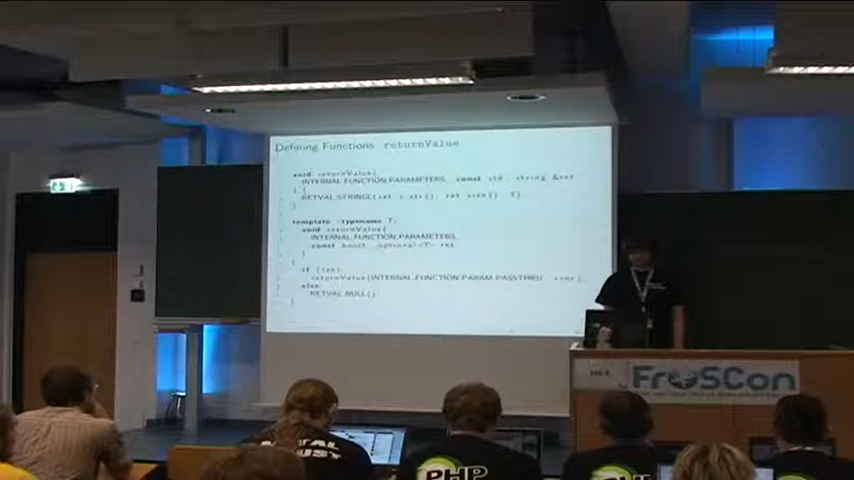 Defining Functions returnValue
void returnValue(
INTERNAL_FUNCTION_PARAMETERS, const std::string &ret
) {
RETVAL_STRINGL(ret.c_str(), ret.size(), 1);
}
template <typename T>
void returnValue(
INTERNAL_FUNCTION_PARAMETERS,
const boost::optional<T> ret
) {
if (ret)
returnValue(INTERNAL_FUNCTION_PARAM_PASSTHRU, *ret);
else
RETVAL_NULL();
}
FrOSCon
PHP